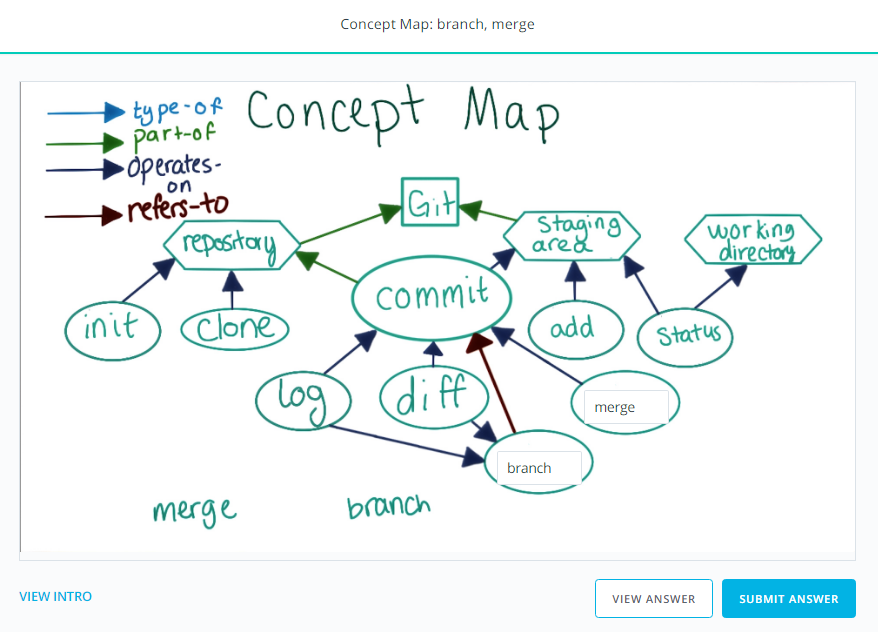 Concept Map: branch, merge
Concept Map
type-of
part-of
operates-
on
refers-to
Git
repository
Staging
area
working
directory
commit
init
Clone
add
Status
log
diff
merge
branch
merge
branch
VIEW INTRO
VIEW ANSWER
SUBMIT ANSWER